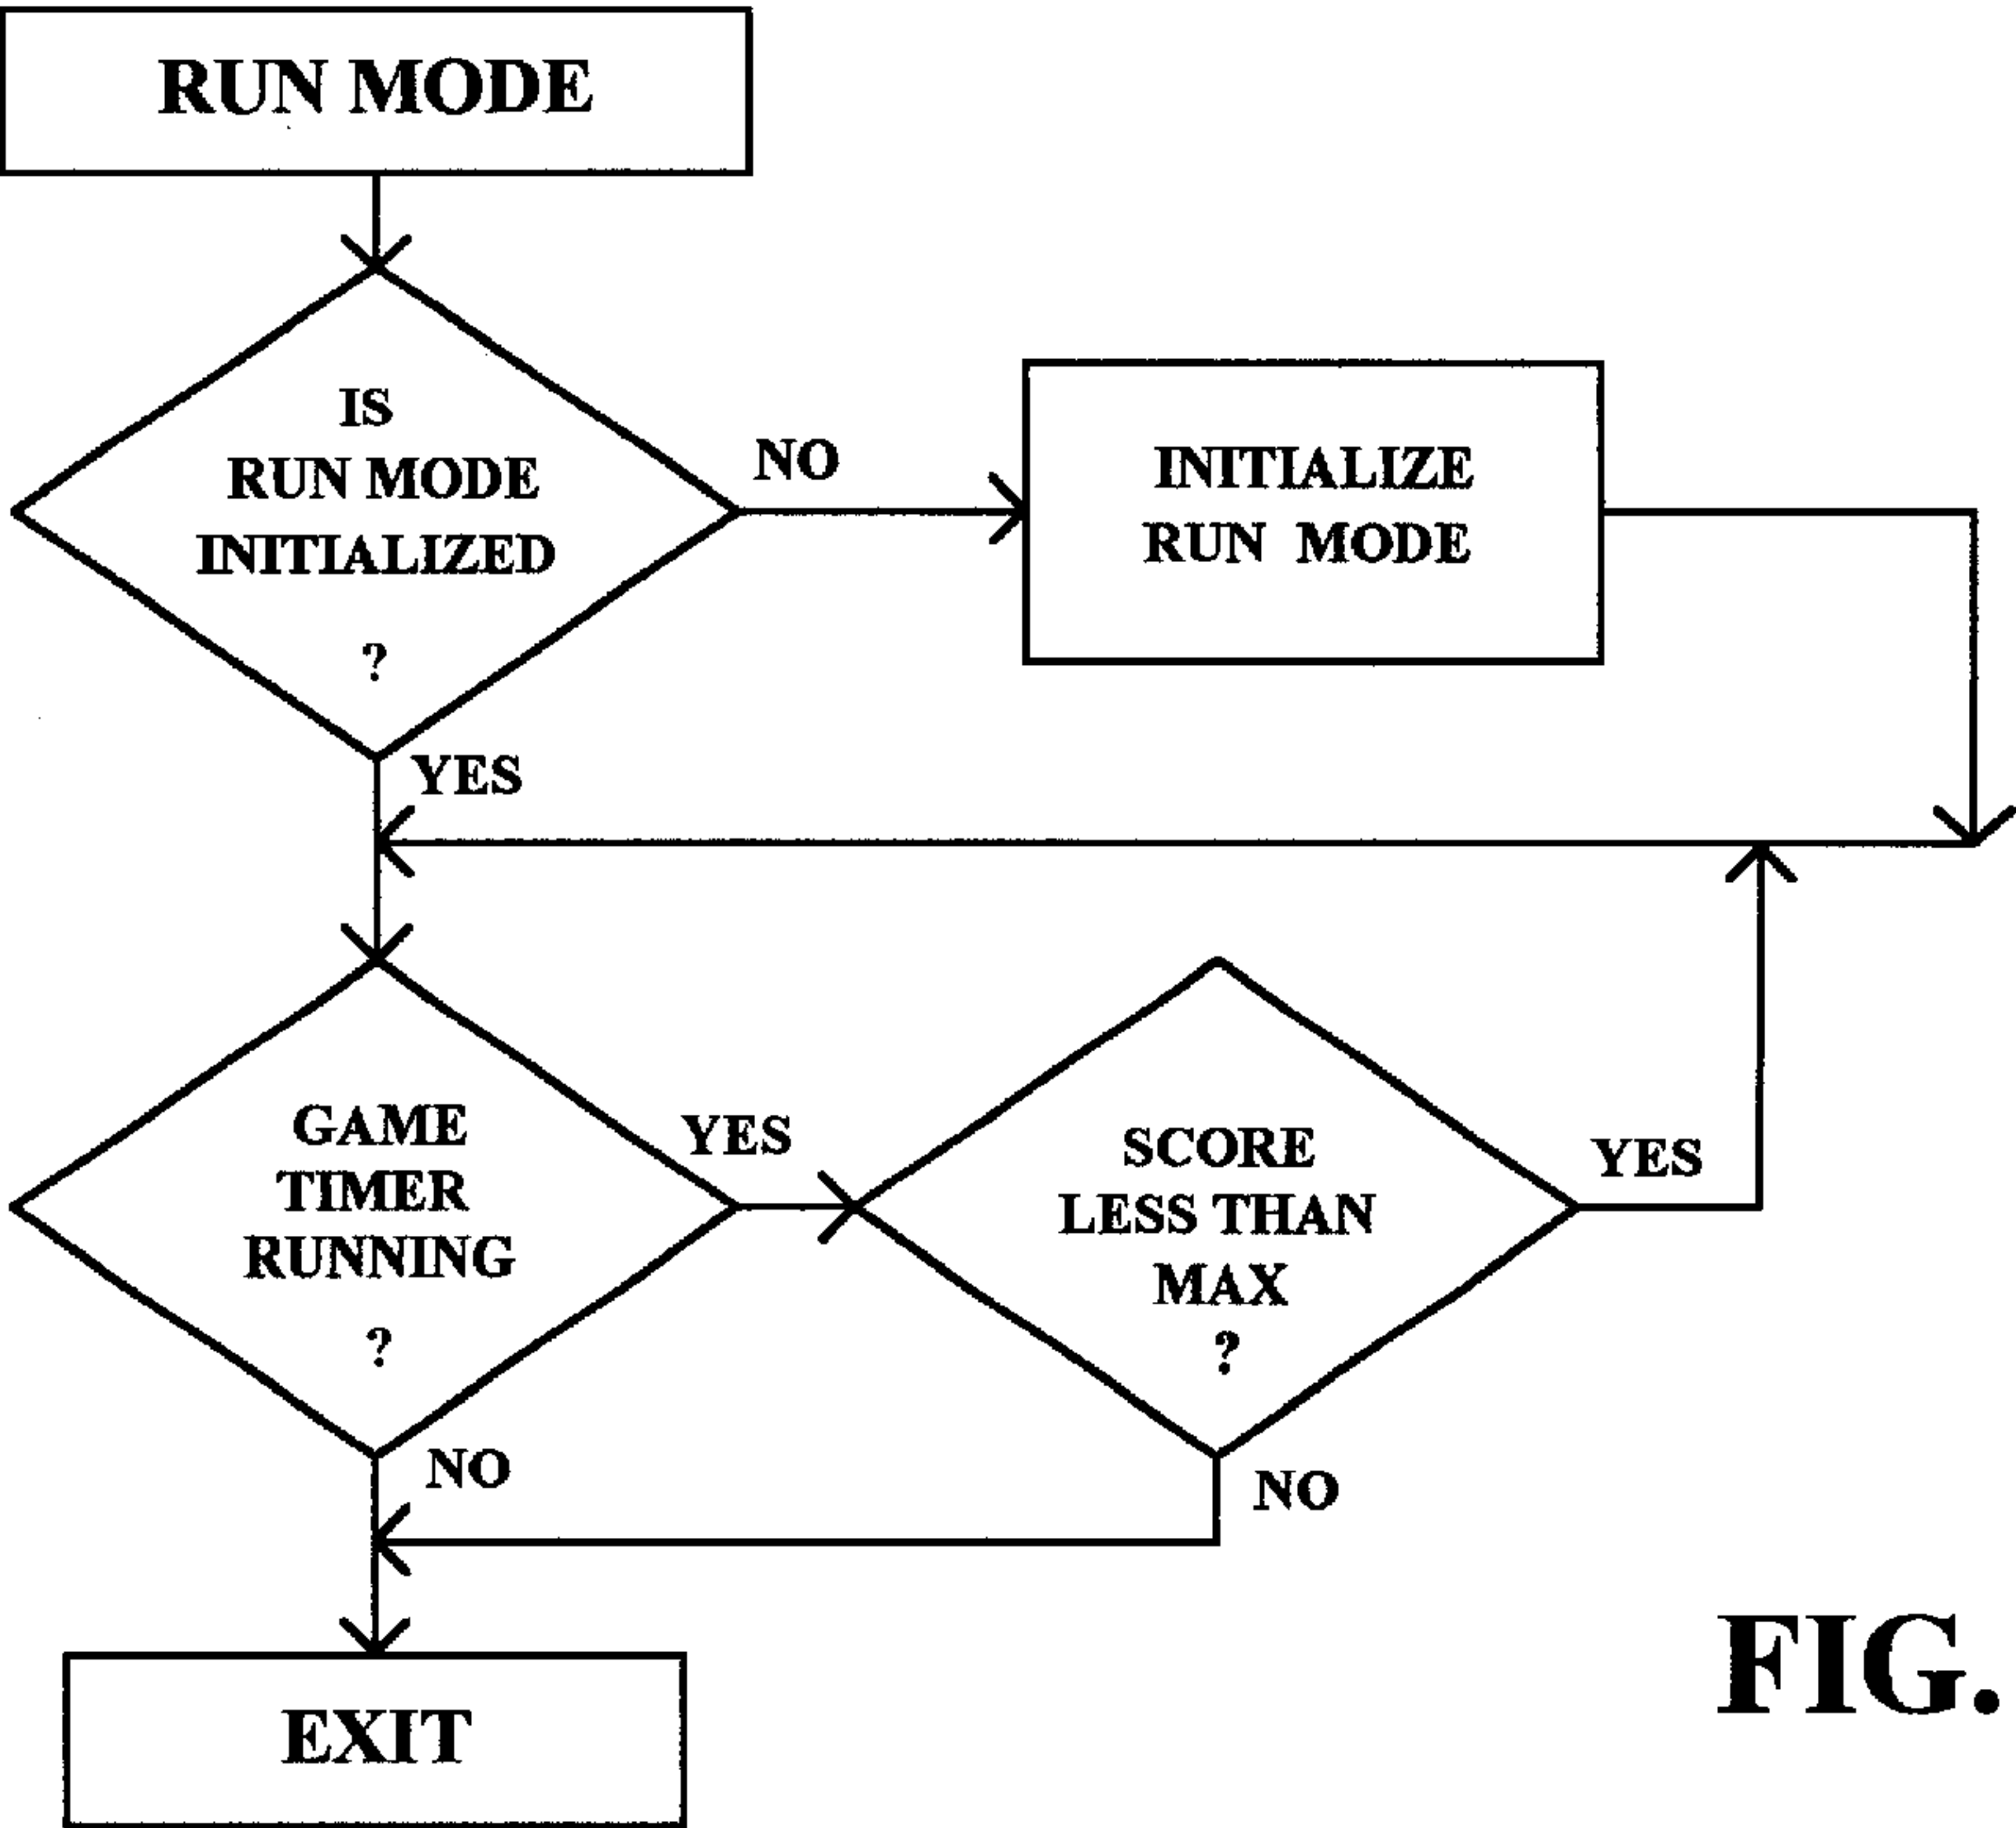 RUN MODE
IS
RUN MODE
INITIALIZED
?
NO
INITIALIZE
RUN MODE
YES
GAME
TIMER
RUNNING
?
YES
SCORE
LESS THAN
MAX
?
YES
NO
NO
EXIT
FIG.